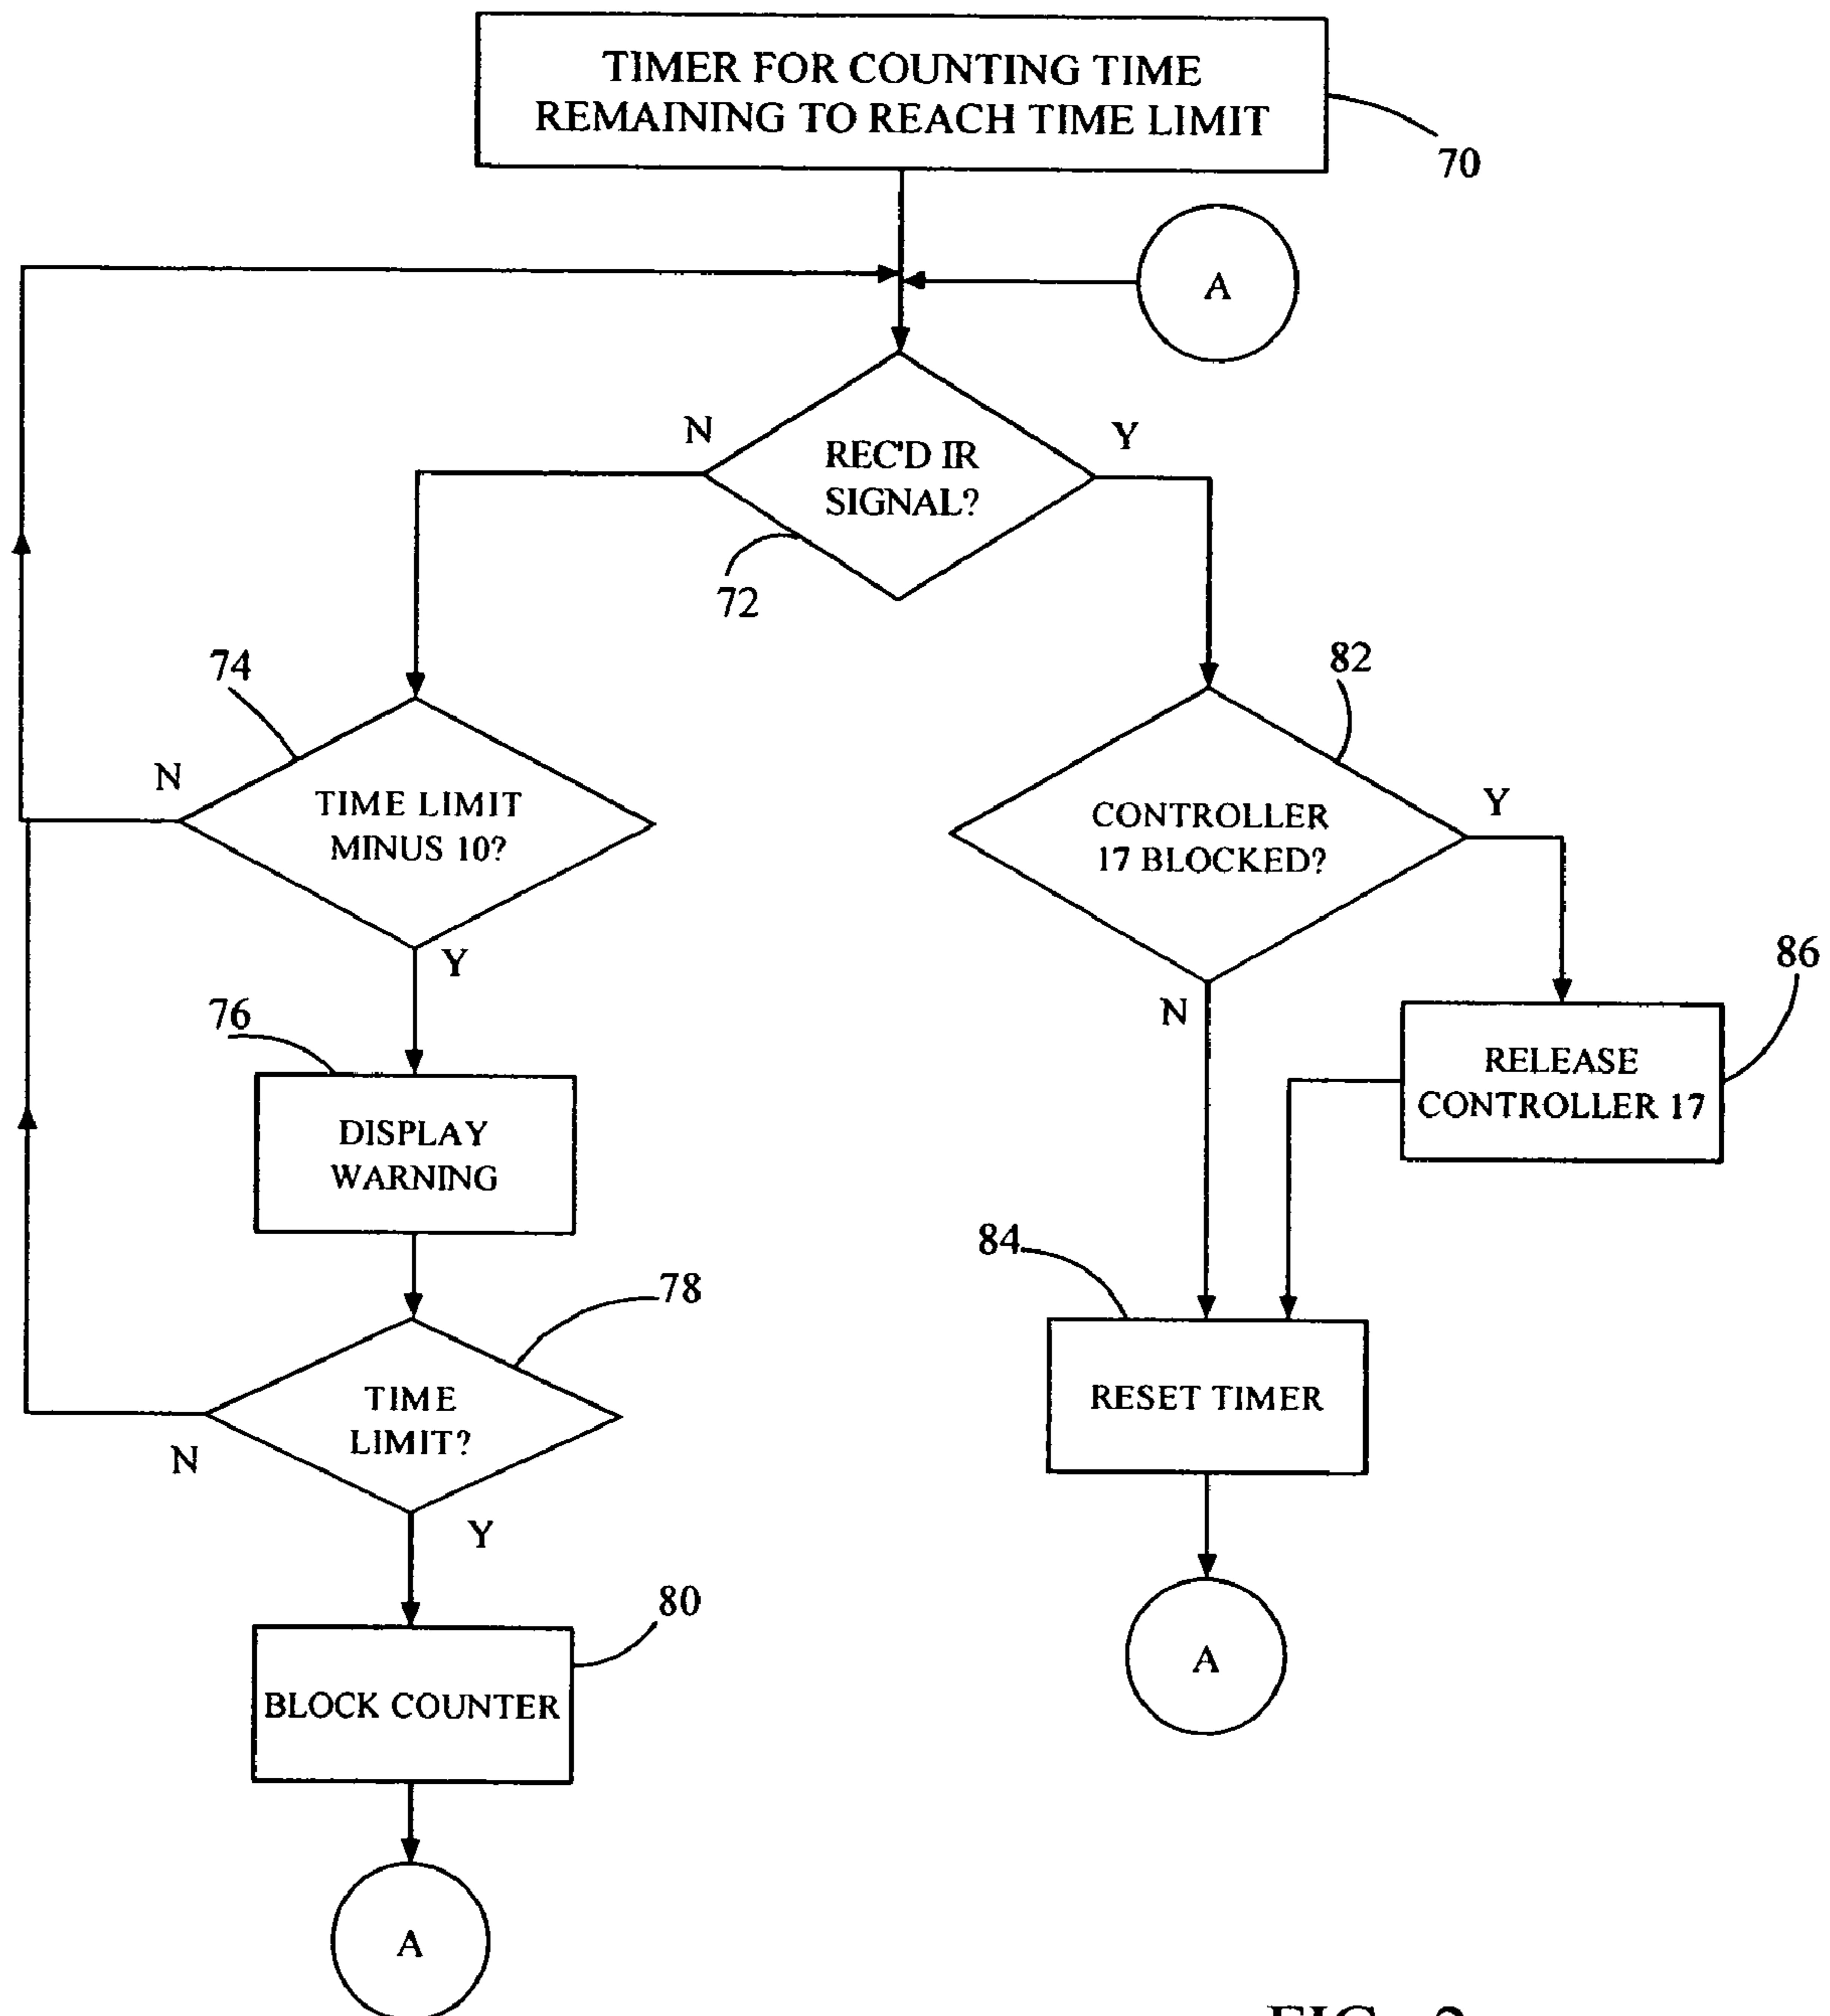 TIMER FOR COUNTING TIME
REMAINING TO REACH TIME LIMIT
70
A
N
REC'D IR
SIGNAL?
Y
72
74
82
N
TIME LIMIT
MINUS 10?
Y
CONTROLLER
17 BLOCKED?
Y
N
86
76
DISPLAY
WARNING
RELEASE
CONTROLLER 17
84
78
TIME
LIMIT?
N
Y
RESET TIMER
80
BLOCK COUNTER
A
A